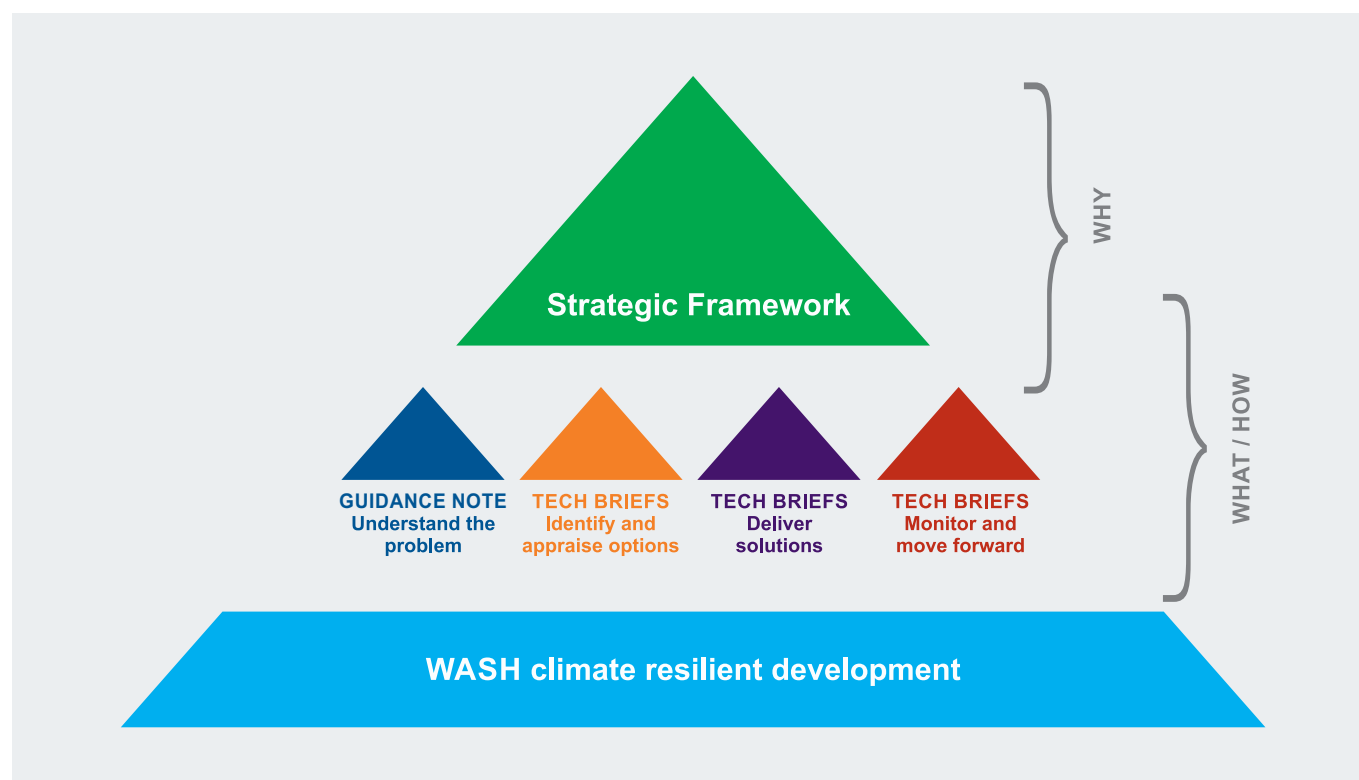 WHY
Strategic Framework
WHAT / HOW
GUIDANCE NOTE
Understand the
problem
TECH BRIEFS
Identify and
appraise options
TECH BRIEFS
Deliver
solutions
TECH BRIEFS
Monitor and
move forward
WASH climate resilient development